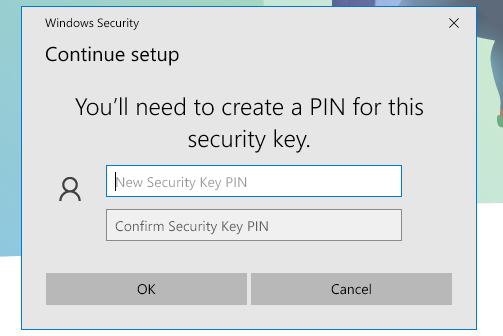 Windows Security
Continue setup
You'll need to create a PIN for this
security key.
New Security Key PIN
Confirm Security Key PIN
OK
Cancel